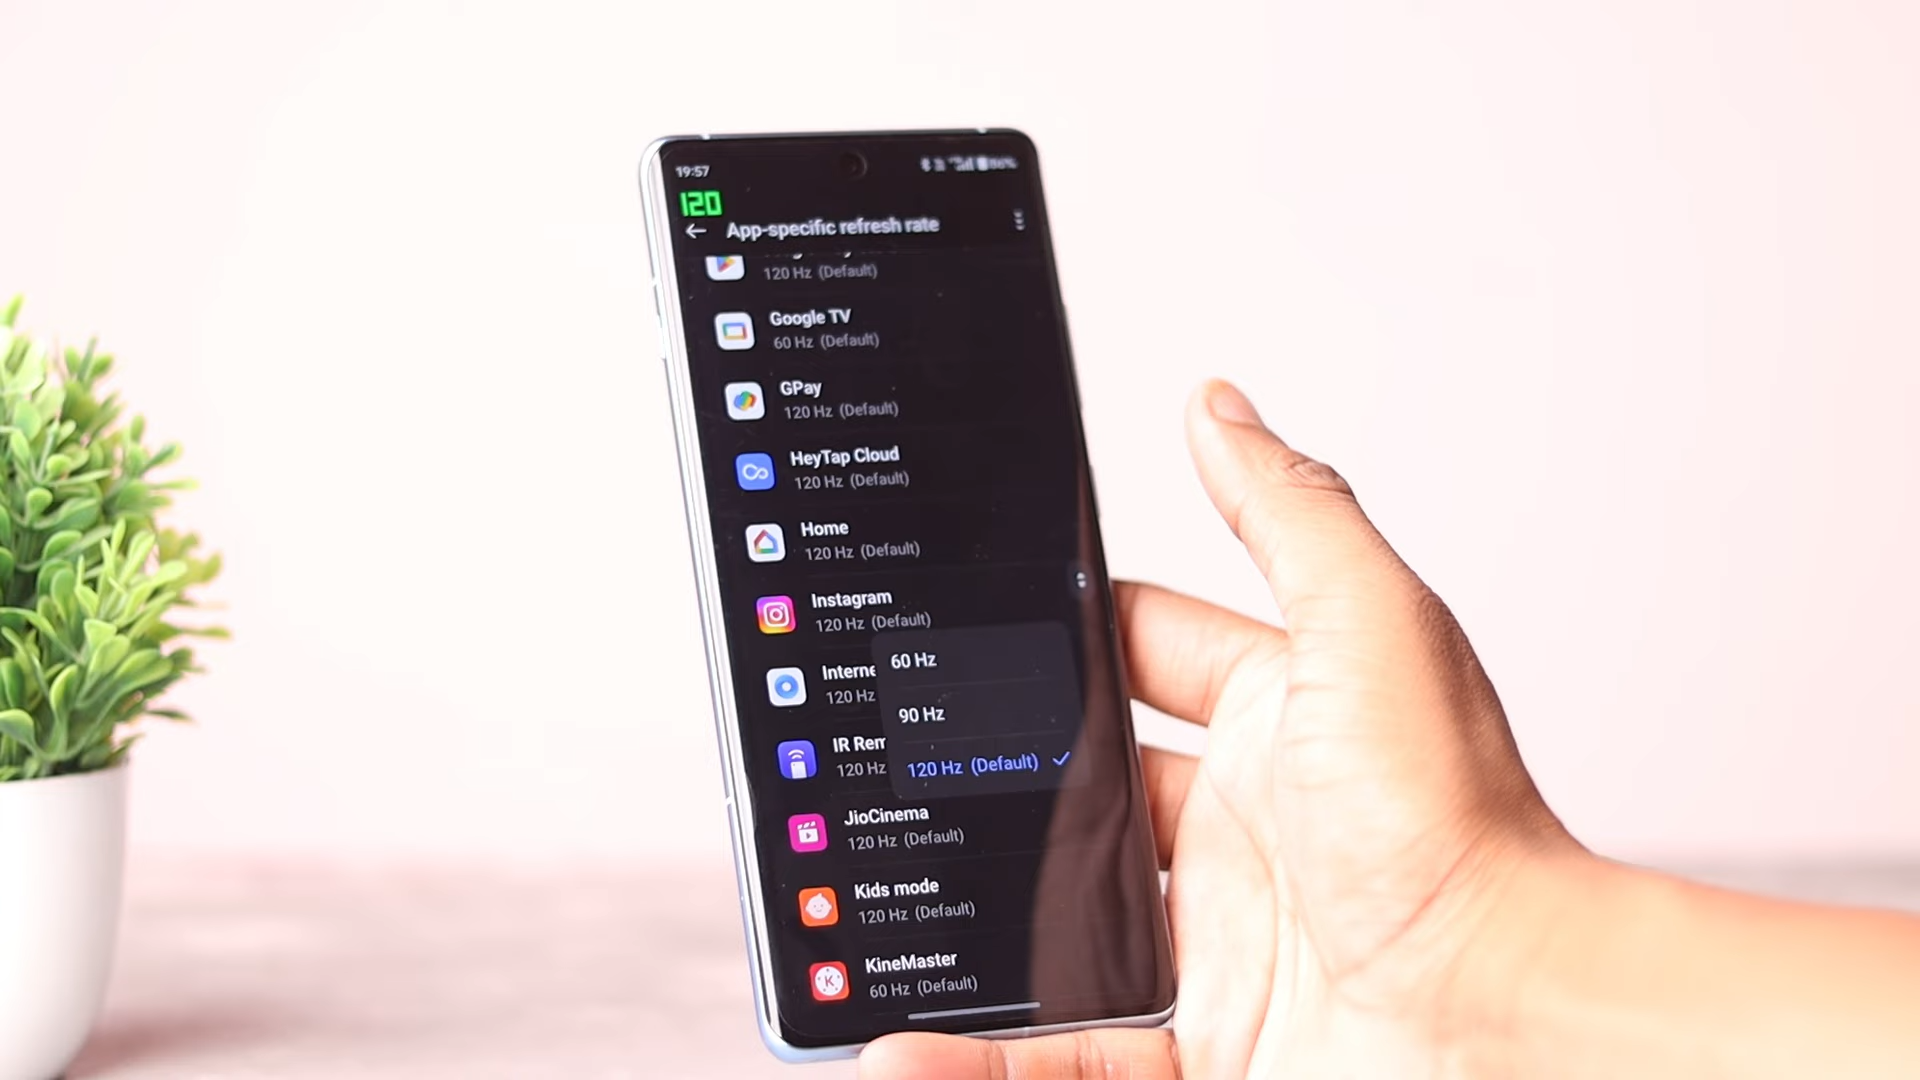 19:57
120
App-specific refresh rate
120 Hz (Default)
Google TV
60 Hz (Default)
GPay
120 Hz (Default)
HeyTap Cloud
120 Hz (Default)
Home
120 Hz (Default)
Instagram
120 Hz (Default)
60 Hz
Interne
120 Hz
90 Hz
IR Rem
120 Hz
120 Hz (Default)
JioCinema
120 Hz (Default)
Kids mode
120 Hz (Default)
K
KineMaster
60 Hz (Default)